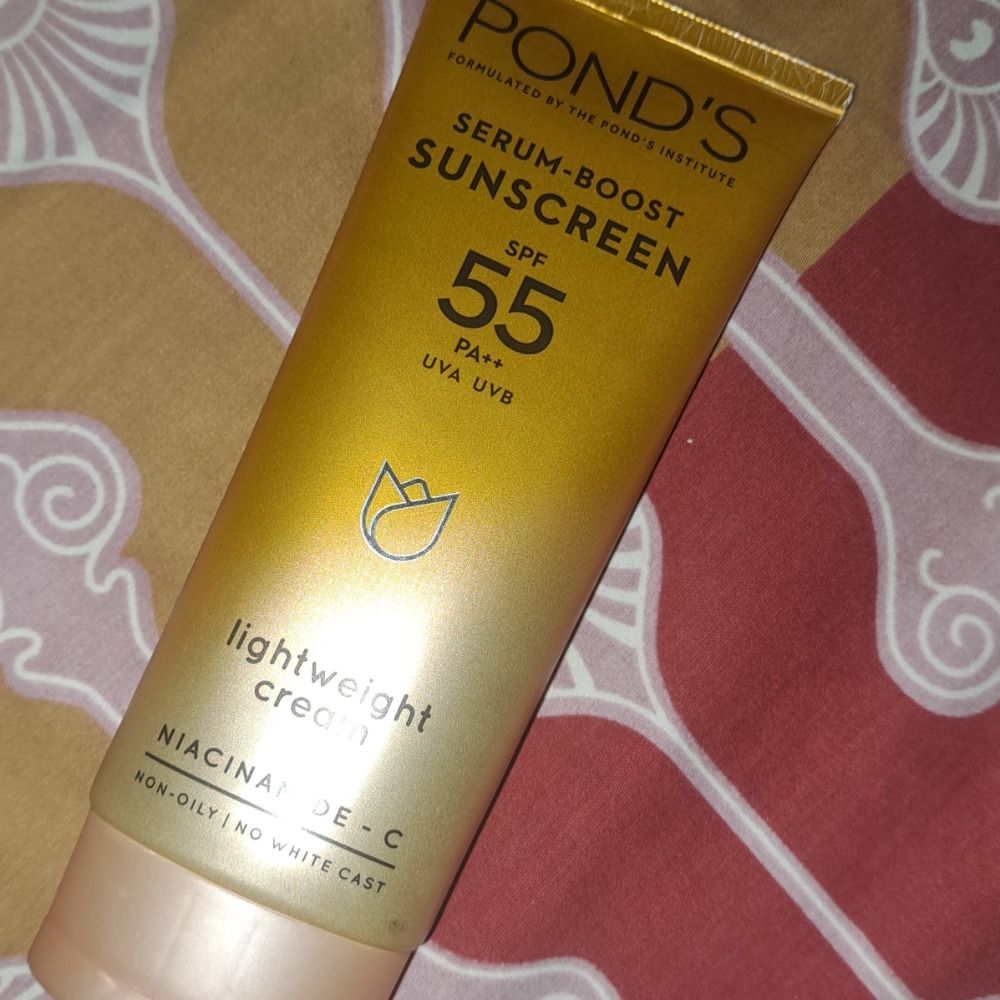 POND'S
FORMULATED BY THE POND'S INSTITUTE
SERUM-BOOST
SUNSCREEN
SPF
55
PA++
UVA UVB
lightweight
cream
NIACINAMIDE - C
NON-OILY | NO WHITE CAST